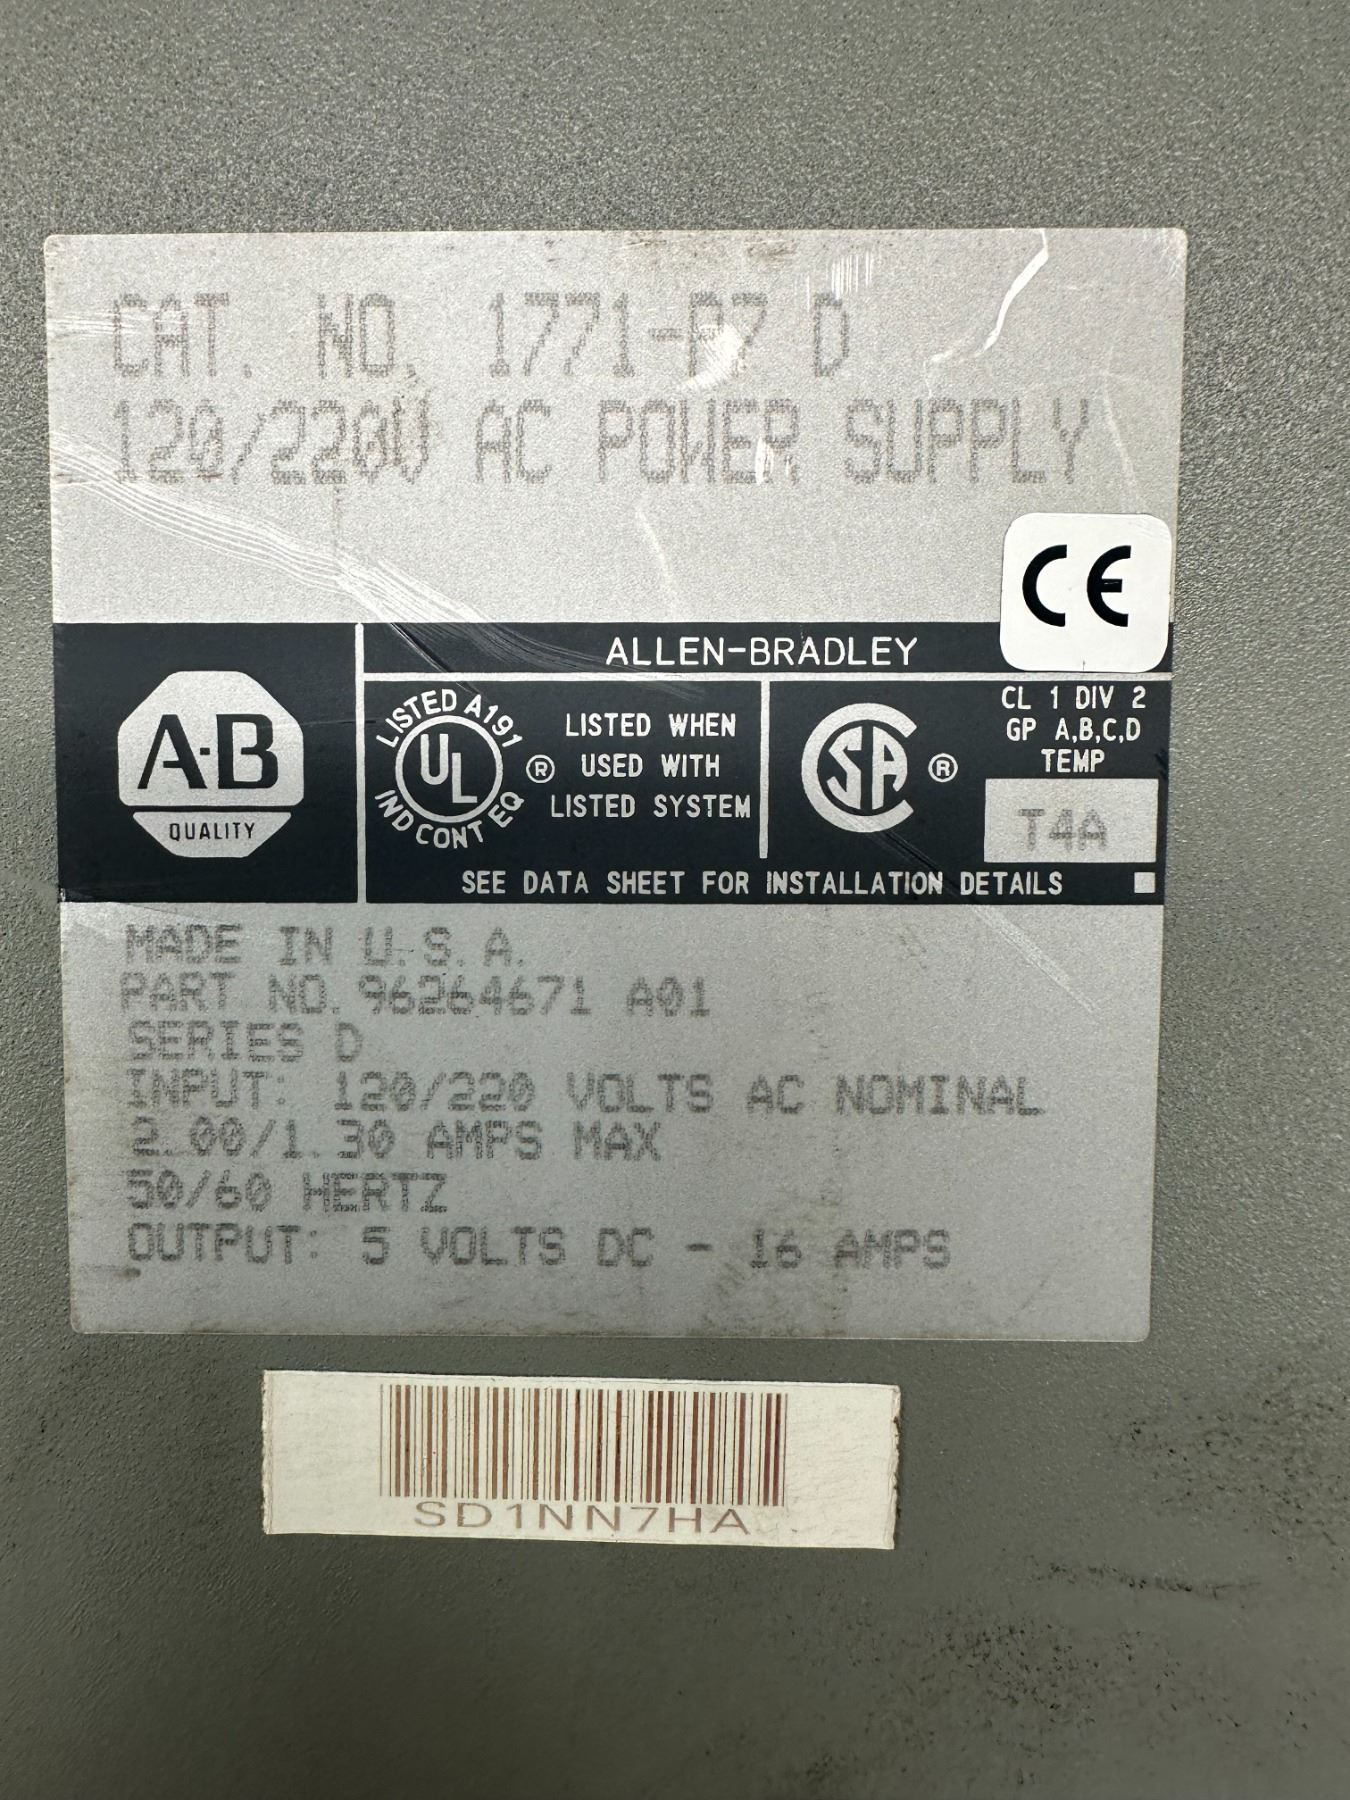 CAT. NO. 1771-P7 D
120/220V AC POWER SUPPLY
CE
ALLEN-BRADLEY
A·B
QUALITY
LISTED A191
UL
IND CONT EQ
®
LISTED WHEN
USED WITH
LISTED SYSTEM
SA
®
CL 1 DIV 2
GP A,B,C,D
TEMP
T4A
SEE DATA SHEET FOR INSTALLATION DETAILS
MADE IN U.S.A.
PART NO. 96264671 A01
SERIES D
INPUT: 120/220 VOLTS AC NOMINAL
2.00/1.30 AMPS MAX
50/60 HERTZ
OUTPUT: 5 VOLTS DC - 16 AMPS
SD1NN7HA